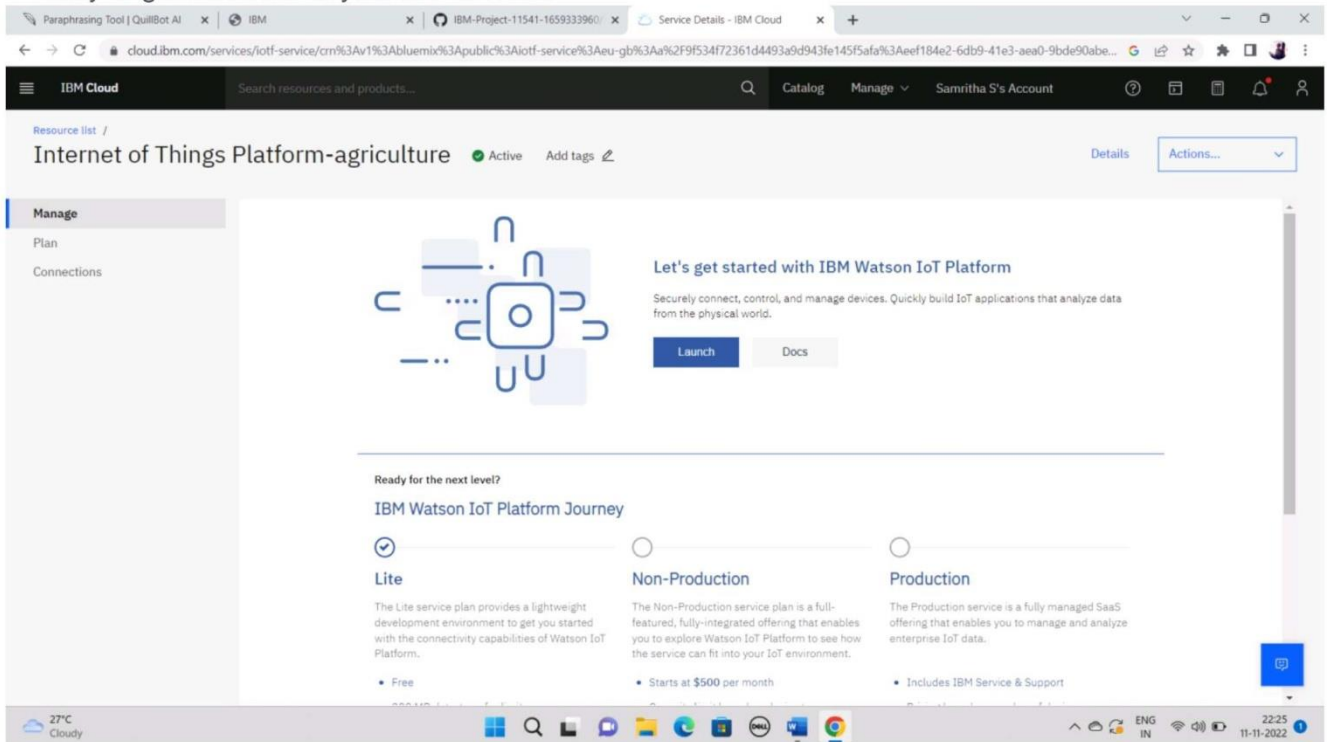 Paraphrasing Tool | QuillBot AI
IBM
IBM-Project-11541-1659333960/
Service Details - IBM Cloud
cloud.ibm.com/services/iotf-service/crn%3Av1%3Abluemix%3Apublic%3Aiotf-service%3Aeu-gb%3Aa%2F9f534f72361d4493a9d943fe145f5afa%3Aeef184e2-6db9-41e3-aea0-9bde90abe...
IBM Cloud
Search resources and products...
Catalog
Manage
Samritha S's Account
Resource list /
Internet of Things Platform-agriculture
Active
Add tags
Details
Actions...
Manage
Plan
Connections
Let's get started with IBM Watson IoT Platform
Securely connect, control, and manage devices. Quickly build IoT applications that analyze data
from the physical world.
Launch
Docs
Ready for the next level?
IBM Watson IoT Platform Journey
Lite
The Lite service plan provides a lightweight
development environment to get you started
with the connectivity capabilities of Watson IoT
Platform.
• Free
Non-Production
The Non-Production service plan is a full-
featured, fully-integrated offering that enables
you to explore Watson IoT Platform to see how
the service can fit into your IoT environment.
• Starts at $500 per month
Production
The Production service is a fully managed SaaS
offering that enables you to manage and analyze
enterprise IoT data.
• Includes IBM Service & Support
27°C
Cloudy
DELL
ENG
IN
22:25
11-11-2022
1